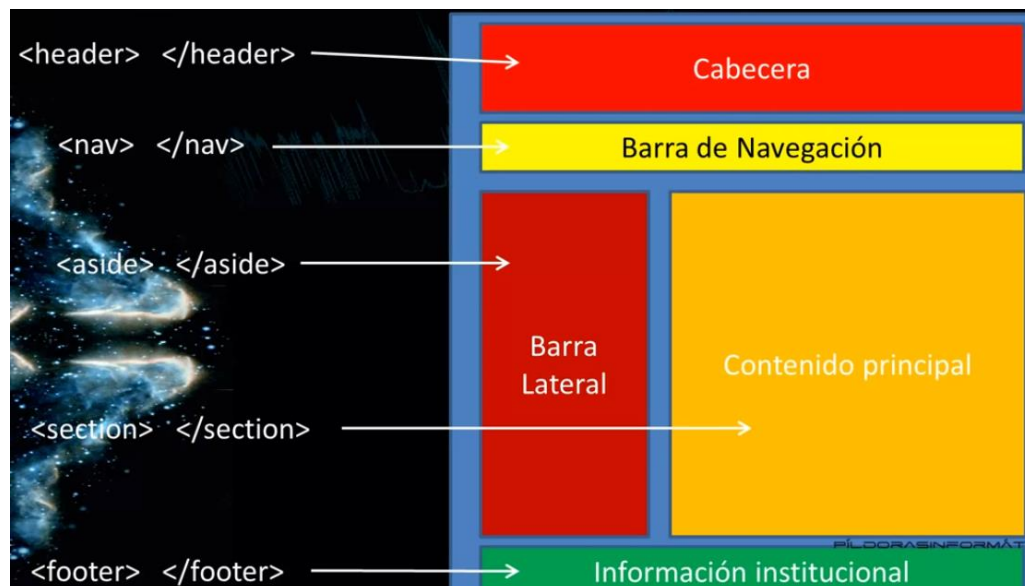 <header> </header>
Cabecera
<nav> </nav>
Barra de Navegación
<aside> </aside>
Barra
Lateral
Contenido principal
<section> </section>
<footer> </footer>
Información institucional